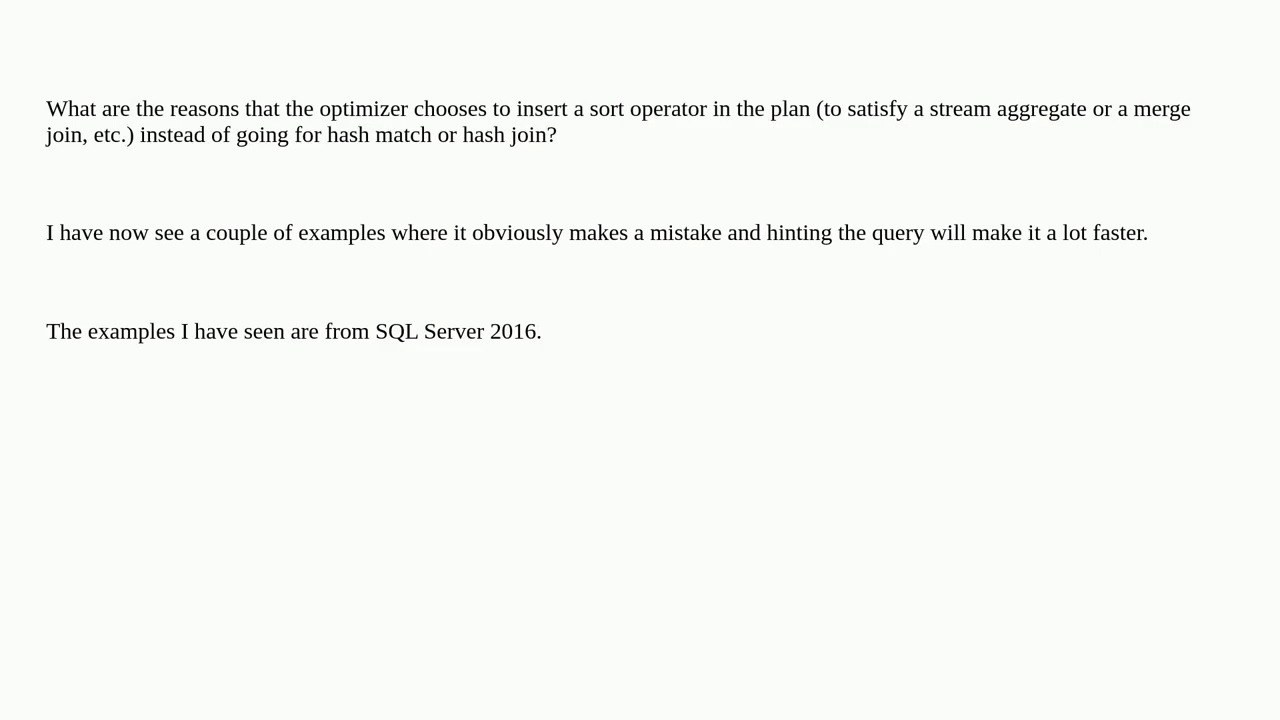 What are the reasons that the optimizer chooses to insert a sort operator in the plan (to satisfy a stream aggregate or a merge
join, etc.) instead of going for hash match or hash join?
I have now see a couple of examples where it obviously makes a mistake and hinting the query will make it a lot faster.
The examples I have seen are from SQL Server 2016.